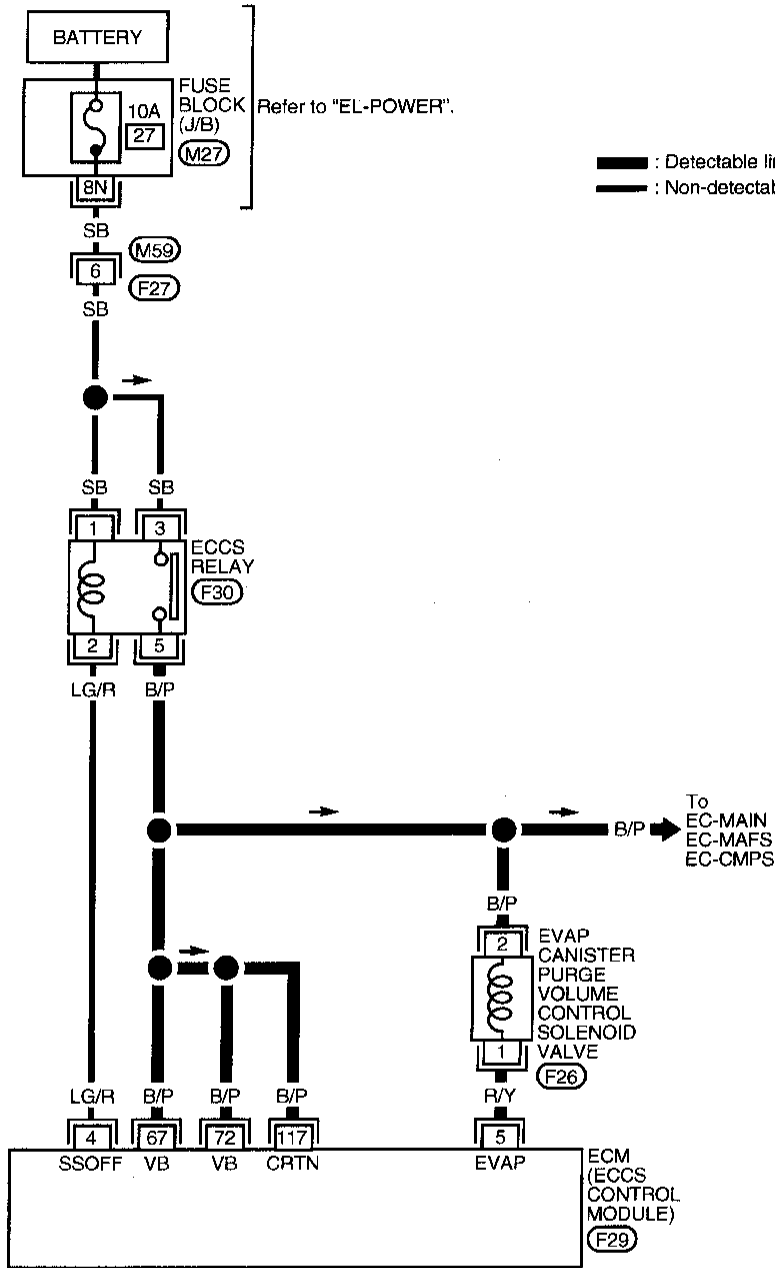 BATTERY
FUSE
BLOCK
(J/B)
Refer to "EL-POWER".
10A
27
M27
8N
: Detectable
: Non-
SB
M59
6
F27
SB
SB
SB
1
3
ECCS
RELAY
F30
2
5
LG/R
B/P
To
EC-MAIN
EC-MAFS
EC-CMPS
B/P
B/P
2
EVAP
CANISTER
PURGE
VOLUME
CONTROL
SOLENOID
VALVE
1
F26
LG/R
B/P
B/P
B/P
R/Y
4
67
72
117
5
SSOFF
VB
VB
CRTN
EVAP
ECM
(ECCS
CONTROL
MODULE)
F29